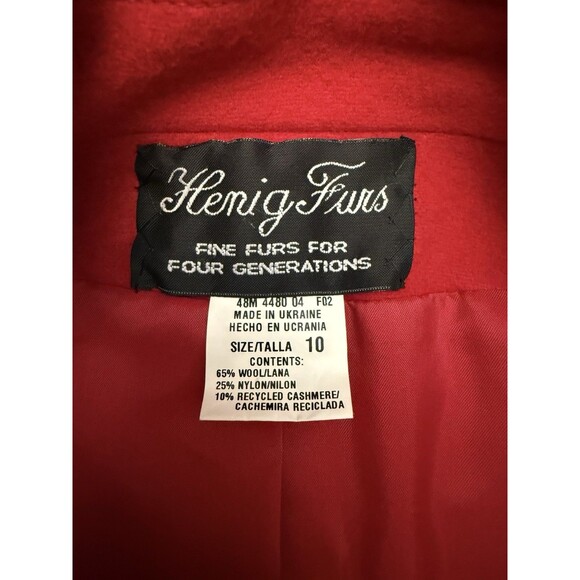 Henig Furs
FINE FURS FOR
FOUR GENERATIONS
48M 4480 04 F02
MADE IN UKRAINE
HECHO EN UCRANIA
SIZE/TALLA 10
CONTENTS:
65% WOOL/LANA
25% NYLON/NILON
10% RECYCLED CASHMERE/
CACHEMIRA RECICLADA